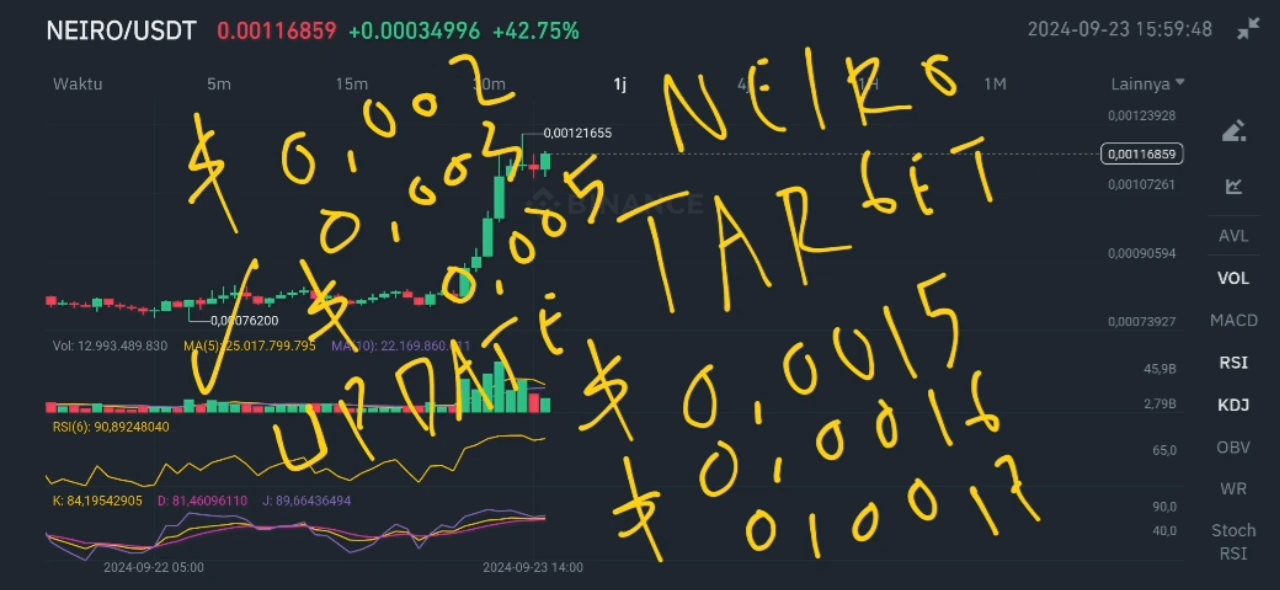 NEIRO/USDT 0.00116859 +0.00034996 +42.75% 2024-09-23 15:59:48
Waktu 5m 15m 30m 1j 4j 1H 1M Lainnya
0,00123928
0,00121655
0,00116859
0,00107261
BINANCE
0,00090594
0,00076200
0,00073927
AVL
VOL
MACD
RSI
KDJ
OBV
WR
Stoch
RSI
Vol: 12.993.489.830 MA(5): 25.017.799.795 MA(10): 22.169.860.
45,9B
2,79B
RSI(6): 90,89248040
65,0
K: 84,19542905 D: 81,46096110 J: 89,66436494
90,0
40,0
2024-09-22 05:00 2024-09-23 14:00
NEIRO
TARGET
$ 0,0015
0,0016
$ 0,0017
$ 0,002
0,003
$ 0,005
UPDATE